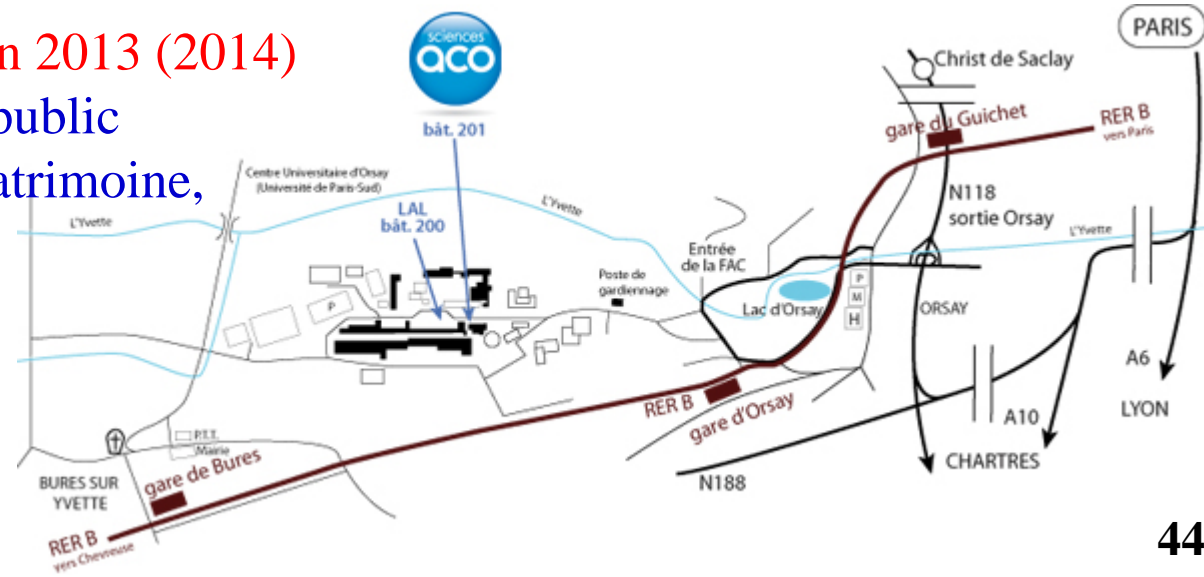 n 2013 (2014)
public
atrimoine,
sciences
aco
bât. 201
PARIS
Christ de Saclay
gare du Guichet
RER B
vers Paris
Centre Universitaire d'Orsay
(Université de Paris-Sud)
L'Yvette
LAL
bât. 200
L'Yvette
N118
sortie Orsay
L'Yvette
Entrée
de la FAC
Poste de
gardiennage
Lac d'Orsay
P
M
H
P
ORSAY
A6
LYON
RER B
gare d'Orsay
A10
CHARTRES
N188
P.T.T.
Mairie
BURES SUR
YVETTE
gare de Bures
RER B
vers Chevreuse
44